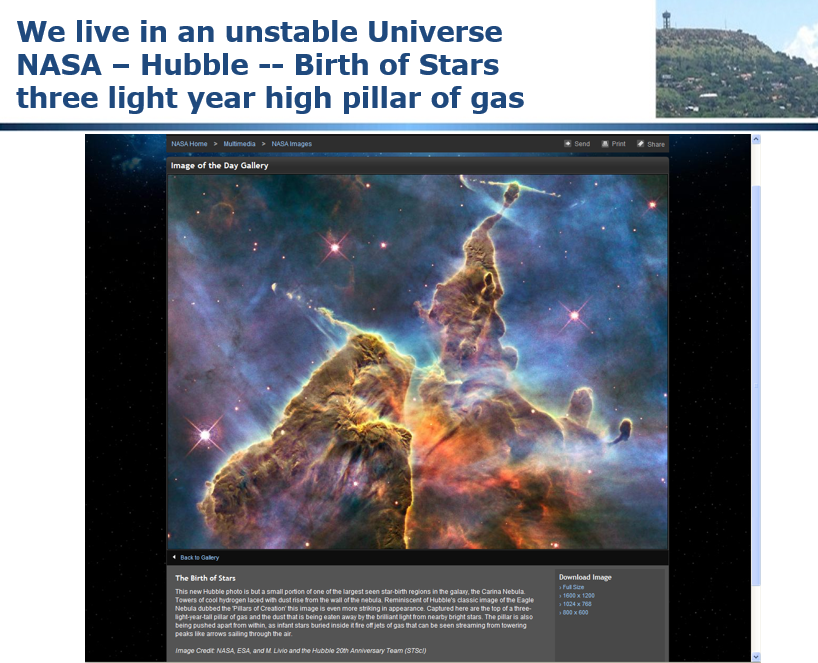 We live in an unstable Universe
NASA – Hubble -- Birth of Stars
three light year high pillar of gas
NASA Home > Multimedia > NASA Images
Send Print Share
Image of the Day Gallery
Back to Gallery
The Birth of Stars
This new Hubble photo is but a small portion of one of the largest seen star-birth regions in the galaxy, the Carina Nebula.
Towers of cool hydrogen laced with dust rise from the wall of the nebula. Reminiscent of Hubble's classic image of the Eagle
Nebula dubbed the 'Pillars of Creation' this image is even more striking in appearance. Captured here are the top of a three-
light-year-tall pillar of gas and the dust that is being eaten away by the brilliant light from nearby bright stars. The pillar is also
being pushed apart from within, as infant stars buried inside it fire off jets of gas that can be seen streaming from towering
peaks like arrows sailing through the air.
Image Credit: NASA, ESA, and M. Livio and the Hubble 20th Anniversary Team (STScI)
Download Image
› Full Size
› 1600 x 1200
› 1024 x 768
› 800 x 600